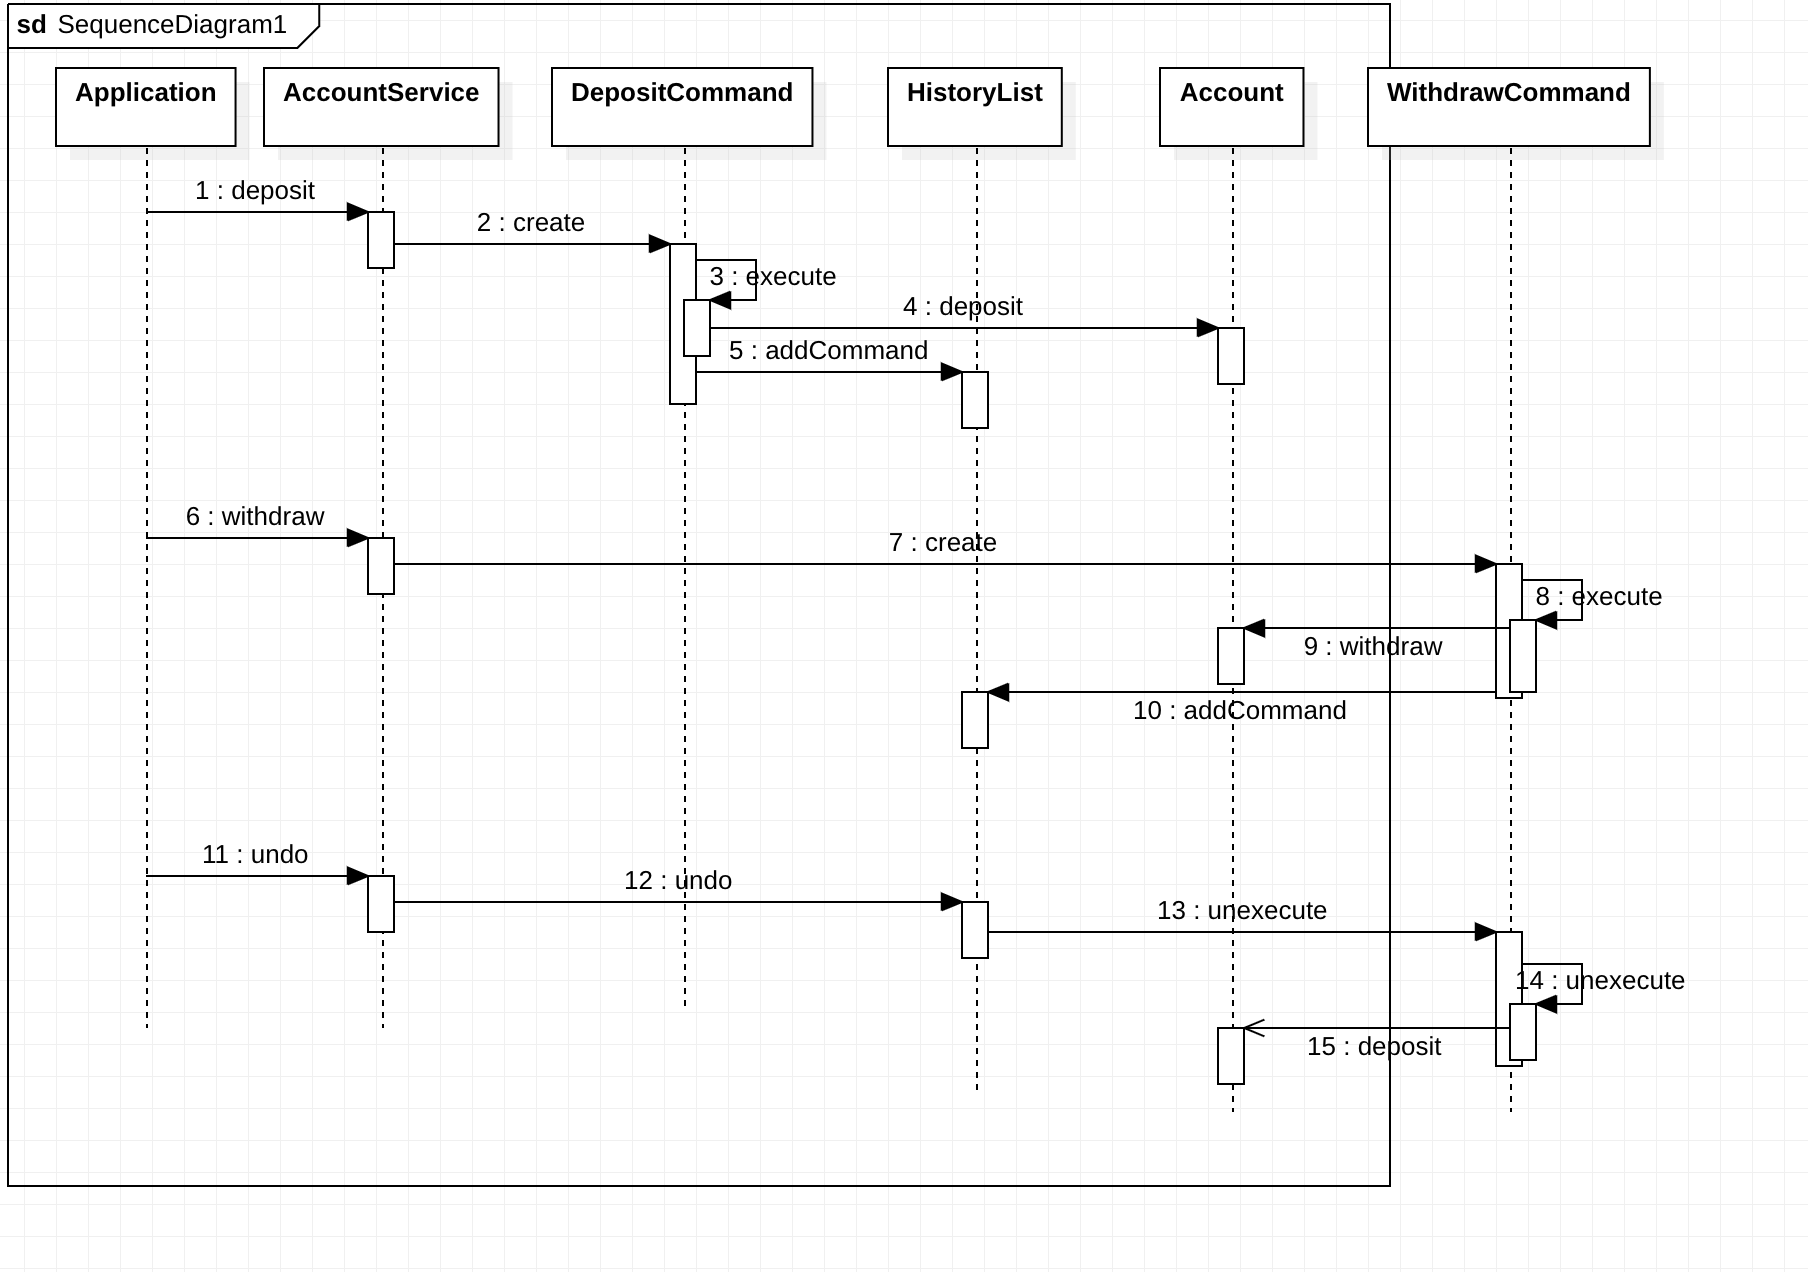 sd SequenceDiagram1
Application
AccountService
DepositCommand
HistoryList
Account
WithdrawCommand
1 : deposit
2 : create
3 : execute
4 : deposit
5 : addCommand
6 : withdraw
7 : create
8 : execute
9 : withdraw
10 : addCommand
11 : undo
12 : undo
13 : unexecute
14 : unexecute
15 : deposit